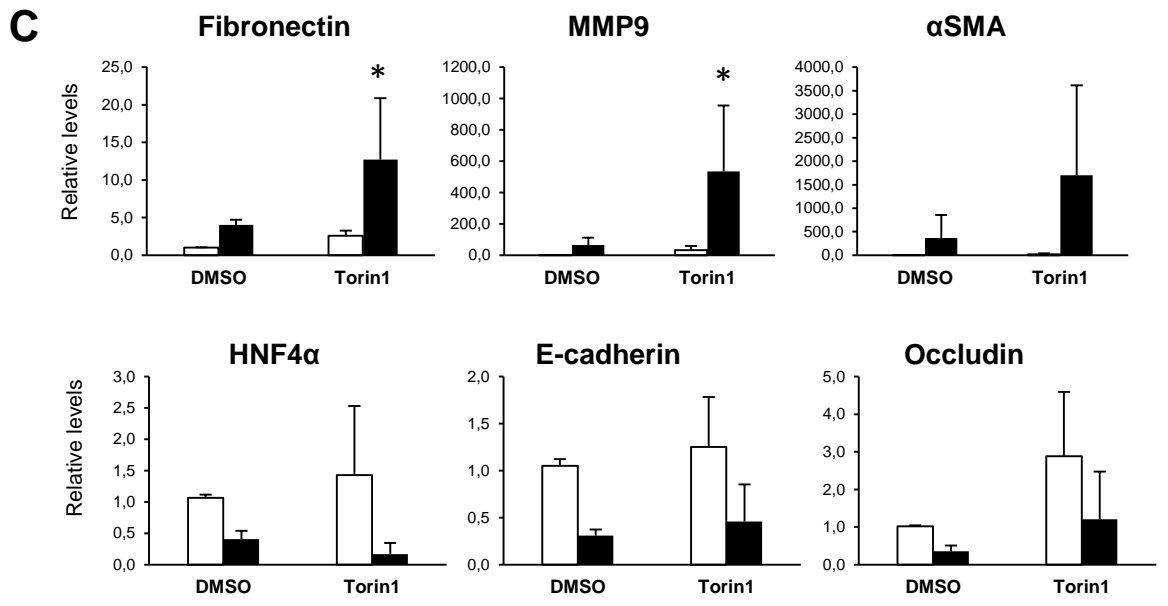 C
Fibronectin
MMP9
αSMA
Relative levels
25,0
20,0
15,0
10,0
5,0
0,0
*
DMSO
Torin1
1200,0
1000,0
800,0
600,0
400,0
200,0
0,0
*
DMSO
Torin1
4000,0
3500,0
3000,0
2500,0
2000,0
1500,0
1000,0
500,0
0,0
DMSO
Torin1
HNF4α
E-cadherin
Occludin
Relative levels
3,0
2,5
2,0
1,5
1,0
0,5
0,0
DMSO
Torin1
2,0
1,5
1,0
0,5
0,0
DMSO
Torin1
5,0
4,0
3,0
2,0
1,0
0,0
DMSO
Torin1